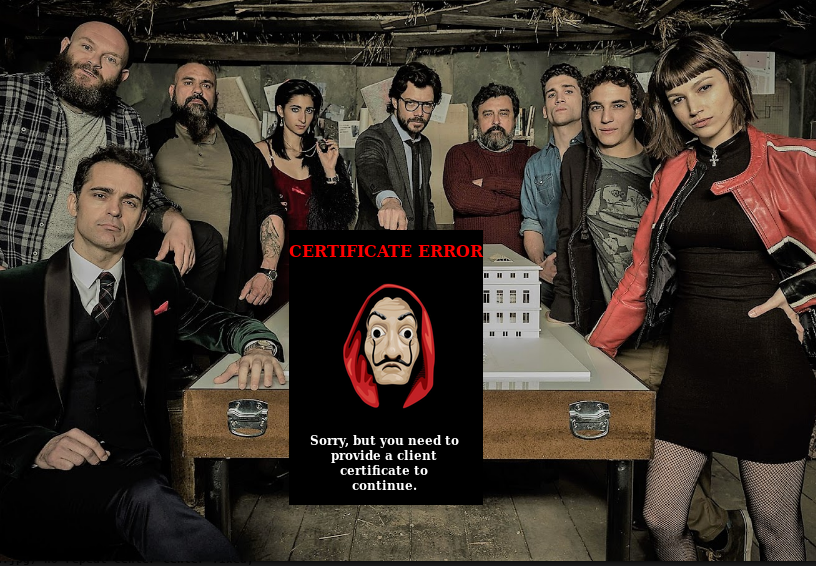 CERTIFICATE ERROR
Sorry, but you need to
provide a client
certificate to
continue.